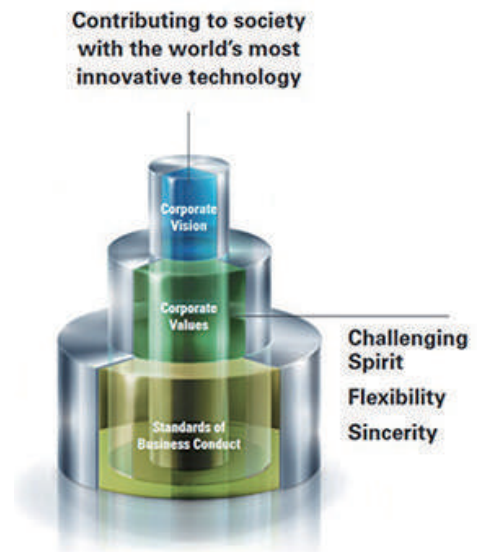 Contributing to society
with the world's most
innovative technology
Corporate
Vision
Corporate
Values
Challenging
Spirit
Flexibility
Sincerity
Standards of
Business Conduct